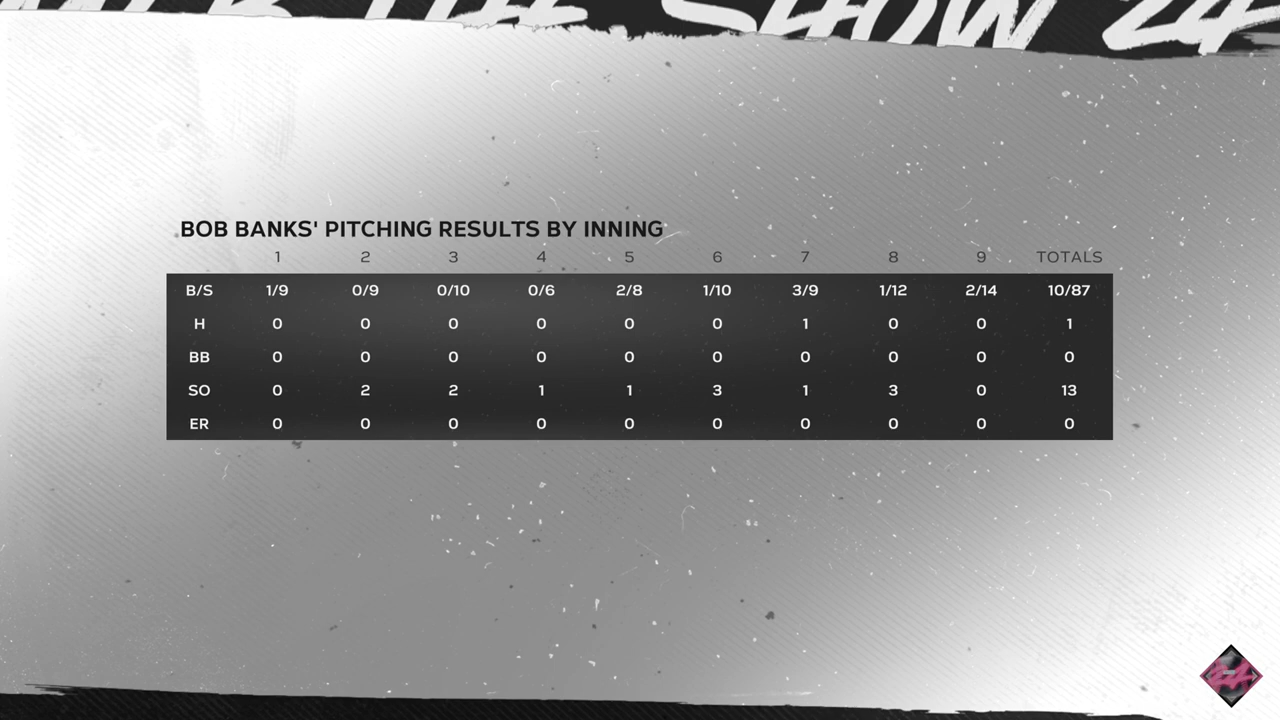 THE SHOW 24
BOB BANKS' PITCHING RESULTS BY INNING
1 2 3 4 5 6 7 8 9 TOTALS
B/S 1/9 0/9 0/10 0/6 2/8 1/10 3/9 1/12 2/14 10/87
H 0 0 0 0 0 0 1 0 0 1
BB 0 0 0 0 0 0 0 0 0 0
SO 0 2 2 1 1 3 1 3 0 13
ER 0 0 0 0 0 0 0 0 0 0